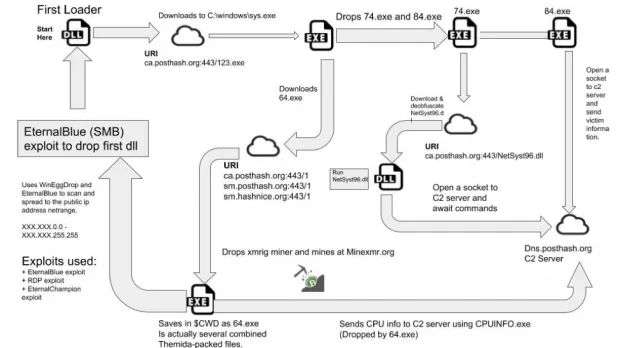 First Loader
Start
Here
DLL
Downloads to C:\windows\sys.exe
URI
ca.posthash.org:443/123.exe
EXE
Drops 74.exe and 84.exe
74.exe
EXE
84.exe
EXE
Downloads
64.exe
Download &
deobfuscate
NetSyst96.d
URI
ca.posthash.org:443/NetSyst96.dll
Open a
socket
to c2
server
and
send
victim
informa
tion.
EternalBlue (SMB)
exploit to drop first dll
URI
ca.posthash.org:443/1
sm.posthash.org:443/1
sm.hashnice.org:443/1
Run
NetSyst96.dll
DLL
Open a socket to
C2 server and
await commands
Uses WinEggDrop and
EternalBlue to scan and
spread to the public ip
address netrange.
XXX.XXX.0.0 -
XXX.XXX.255.255
Dns.posthash.org
C2 Server
Drops xmrig miner and mines at Minexmr.org
Exploits used:
+ EternalBlue exploit
+ RDP exploit
+ EternalChampion
exploit
EXE
Saves in $CWD as 64.exe
Is actually several combined
Themida-packed files.
Sends CPU info to C2 server using CPUINFO.exe
(Dropped by 64.exe)